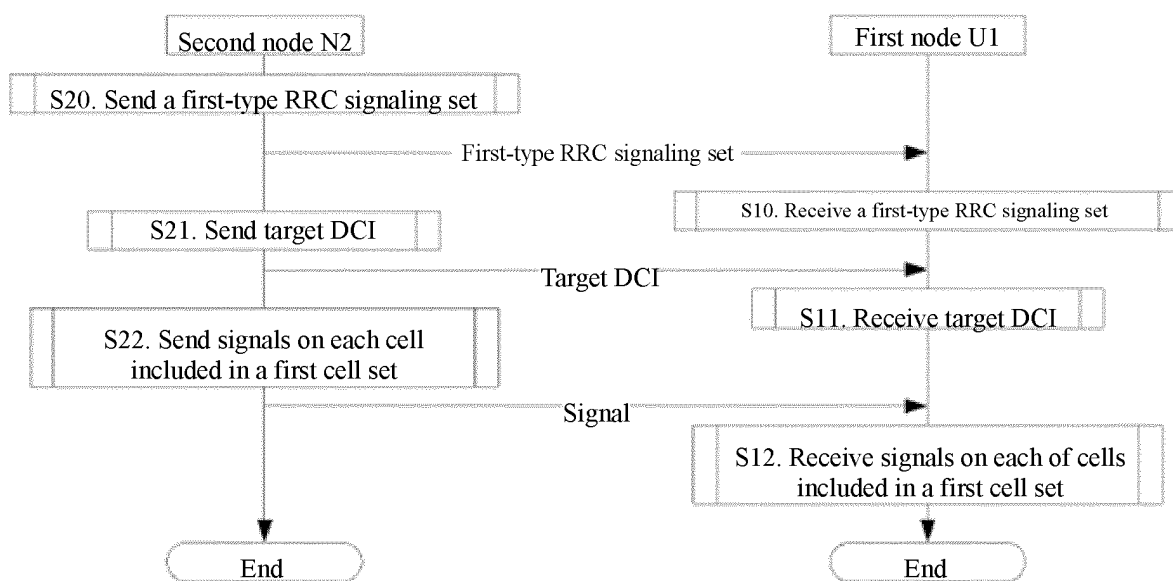 Second node N2
First node U1
S20. Send a first-type RRC signaling set
First-type RRC signaling set
S10. Receive a first-type RRC signaling set
S21. Send target DCI
Target DCI
S11. Receive target DCI
S22. Send signals on each cell
included in a first cell set
Signal
S12. Receive signals on each of cells
included in a first cell set
End
End